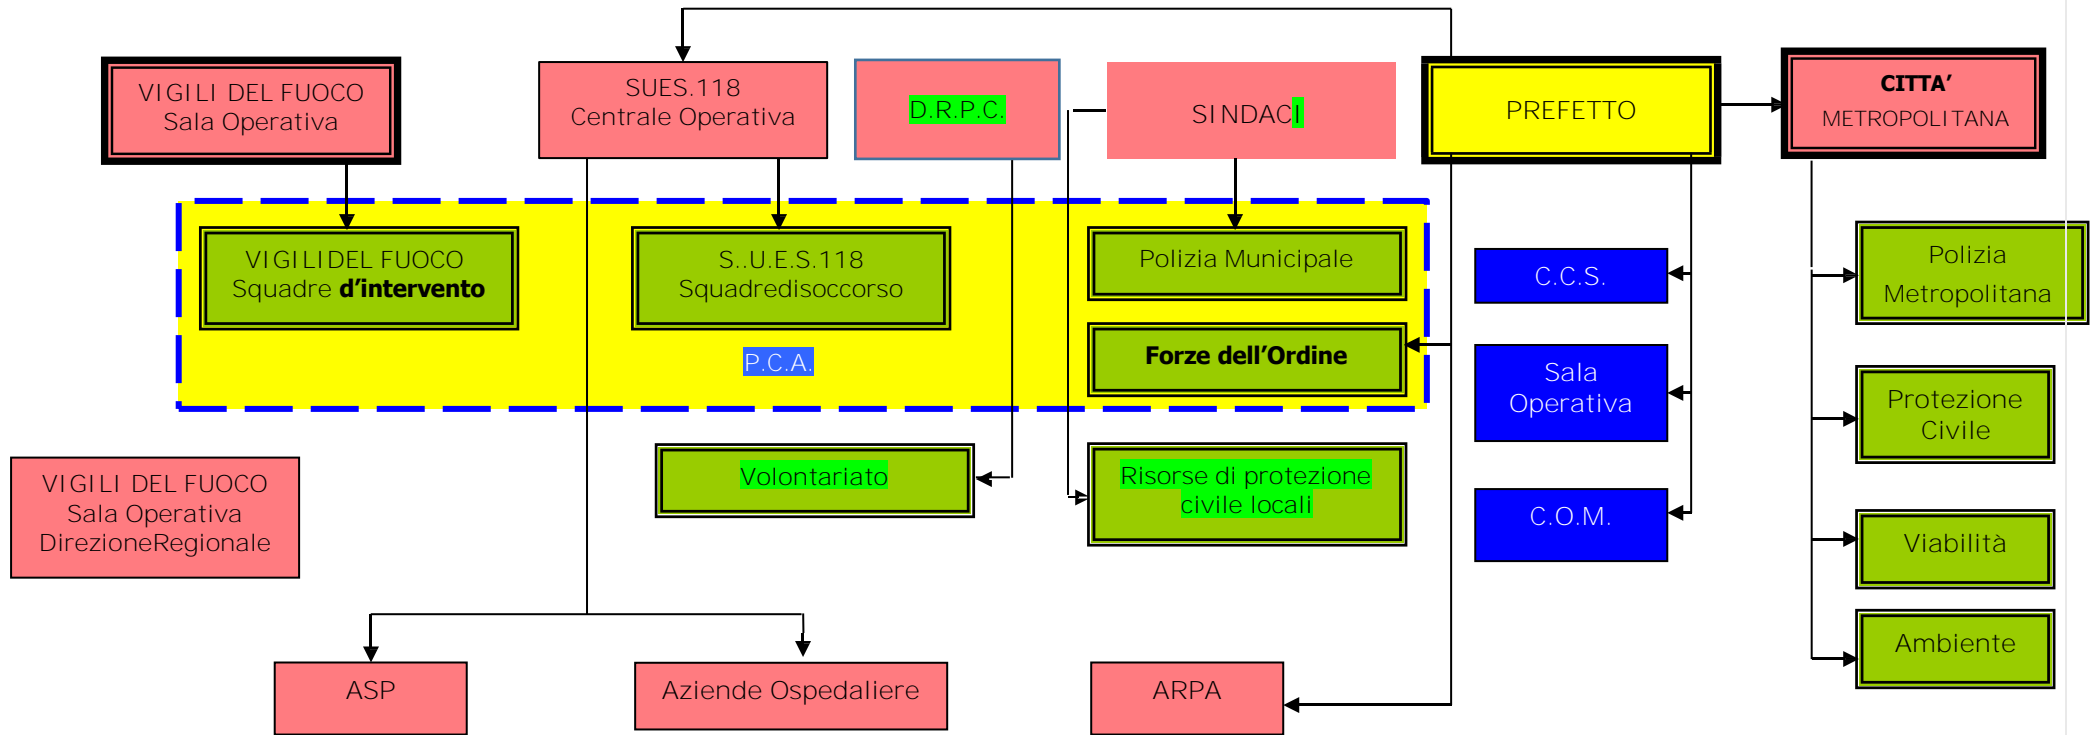 VIGILI DEL FUOCO
Sala Operativa
SUES.118
Centrale Operativa
D.R.P.C.
SINDACI
PREFETTO
CITTA’
METROPOLITANA
VIGILIDEL FUOCO
Squadre d’intervento
S..U.E.S.118
Squadredisoccorso
Polizia Municipale
Forze dell’Ordine
P.C.A.
C.C.S.
Sala
Operativa
C.O.M.
Polizia
Metropolitana
Protezione
Civile
Viabilità
Ambiente
Volontariato
Risorse di protezione
civile locali
VIGILI DEL FUOCO
Sala Operativa
DirezioneRegionale
ASP
Aziende Ospedaliere
ARPA